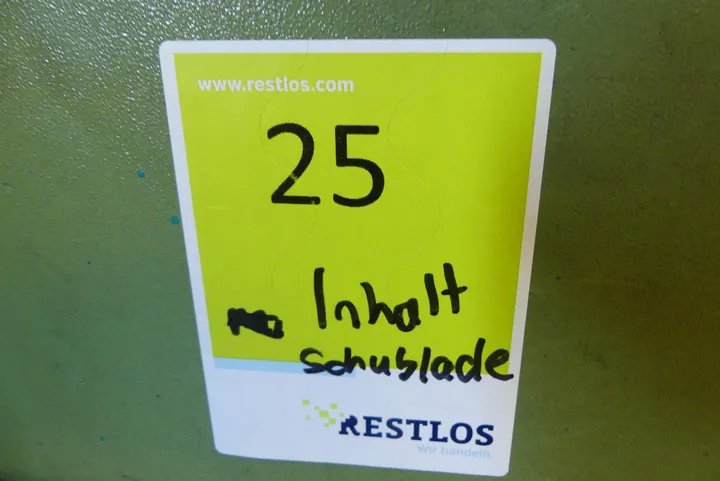 www.restlos.com
25
Inhalt
Schublade
RESTLOS
Wir handeln.